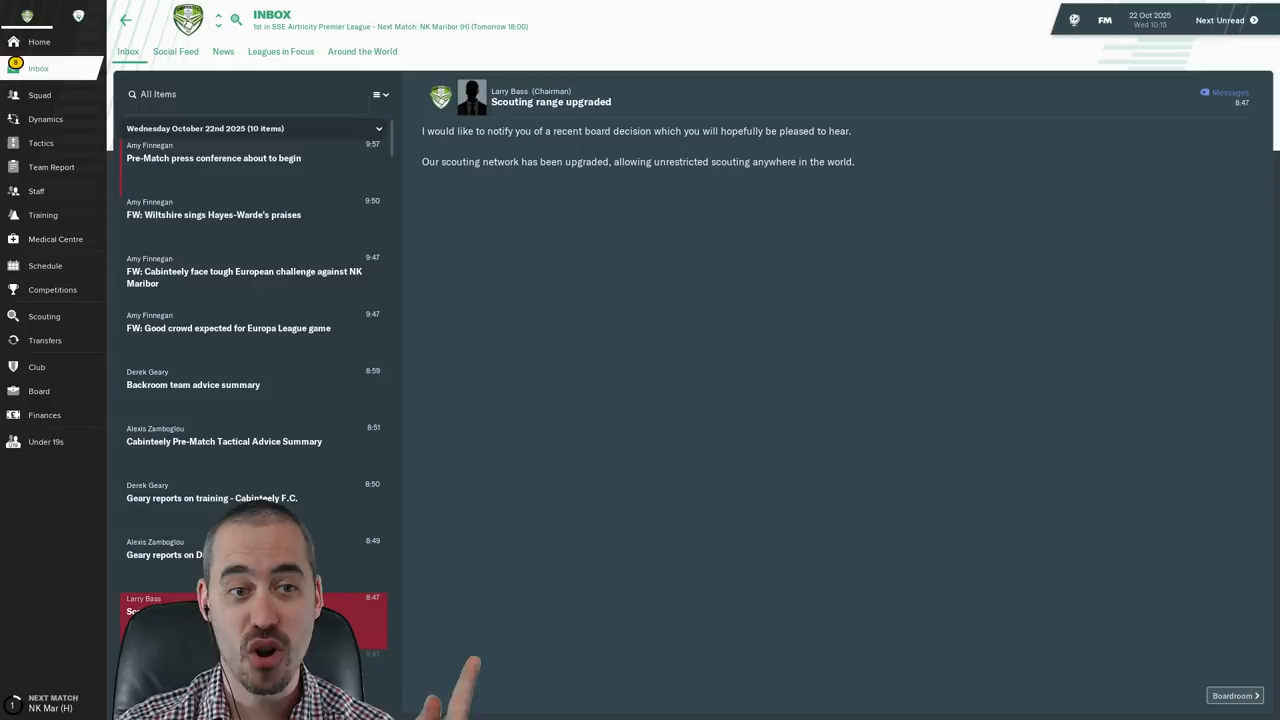 INBOX
1st in SSE Airtricity Premier League - Next Match: NK Maribor (H) (Tomorrow 18:00)
FM
22 Oct 2025
Wed 10:15
Next Unread
Inbox
Social Feed
News
Leagues in Focus
Around the World
Home
8
Inbox
Squad
Dynamics
Tactics
Team Report
Staff
Training
Medical Centre
Schedule
Competitions
Scouting
Transfers
Club
Board
Finances
Under 19s
1
NEXT MATCH
NK Mar (H)
All Items
Wednesday October 22nd 2025 (10 items)
Amy Finnegan 9:57
Pre-Match press conference about to begin
Amy Finnegan 9:50
FW: Wiltshire sings Hayes-Warde's praises
Amy Finnegan 9:47
FW: Cabinteely face tough European challenge against NK
Maribor
Amy Finnegan 9:47
FW: Good crowd expected for Europa League game
Derek Geary 8:59
Backroom team advice summary
Alexis Zamboglou 8:51
Cabinteely Pre-Match Tactical Advice Summary
Derek Geary 8:50
Geary reports on training - Cabinteely F.C.
Alexis Zamboglou 8:49
Geary reports on
Larry Bass 8:47
8:47
Larry Bass (Chairman)
Scouting range upgraded
Messages
8:47
I would like to notify you of a recent board decision which you will hopefully be pleased to hear.
Our scouting network has been upgraded, allowing unrestricted scouting anywhere in the world.
Boardroom